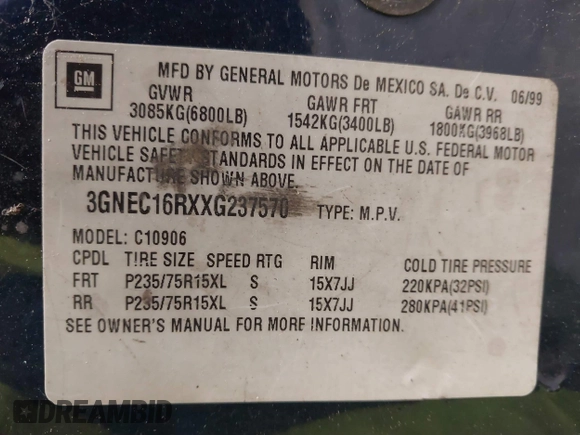 GM
MFD BY GENERAL MOTORS De MEXICO SA. De C.V. 06/99
GVWR GAWR FRT GAWR RR
3085KG(6800LB) 1542KG(3400LB) 1800KG(3968LB)
THIS VEHICLE CONFORMS TO ALL APPLICABLE U.S. FEDERAL MOTOR
VEHICLE SAFETY STANDARDS IN EFFECT ON THE DATE OF
MANUFACTURE SHOWN ABOVE.
3GNEC16RXXG237570 TYPE: M.P.V.
MODEL: C10906
CPDL TIRE SIZE SPEED RTG RIM COLD TIRE PRESSURE
FRT P235/75R15XL S 15X7JJ 220KPA(32PSI)
RR P235/75R15XL S 15X7JJ 280KPA(41PSI)
SEE OWNER'S MANUAL FOR MORE INFORMATION.
DREAMBID